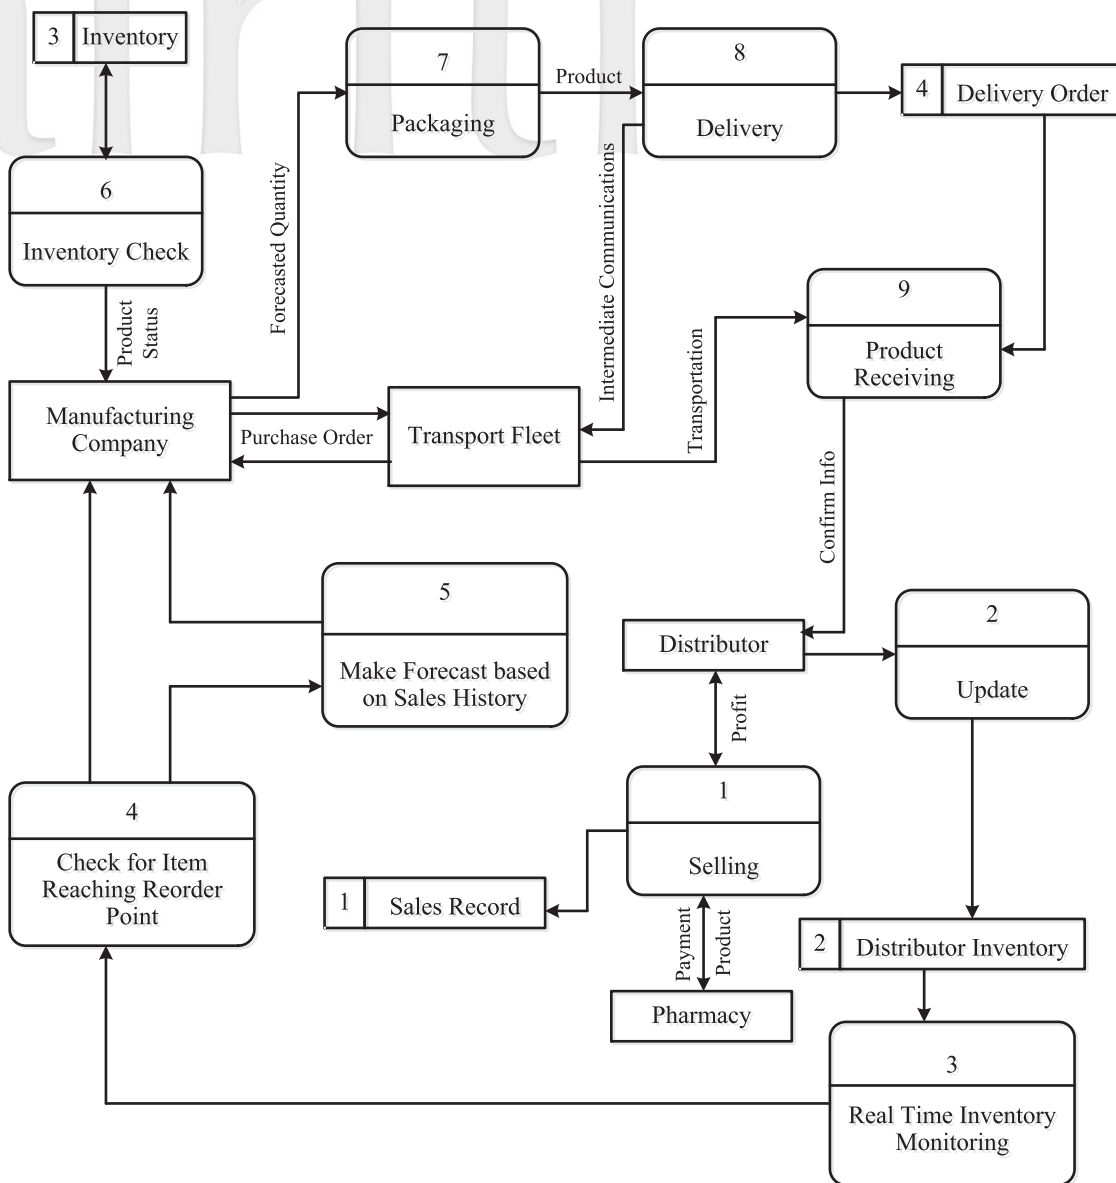 3 Inventory
7
Packaging
Product
8
Delivery
4 Delivery Order
6
Inventory Check
Forecasted Quantity
Intermediate Communications
9
Product
Receiving
Product
Status
Transportation
Manufacturing
Company
Purchase Order
Transport Fleet
Confirm Info
5
Make Forecast based
on Sales History
Distributor
2
Update
Profit
4
Check for Item
Reaching Reorder
Point
1
Selling
1 Sales Record
Payment
Product
2 Distributor Inventory
Pharmacy
3
Real Time Inventory
Monitoring